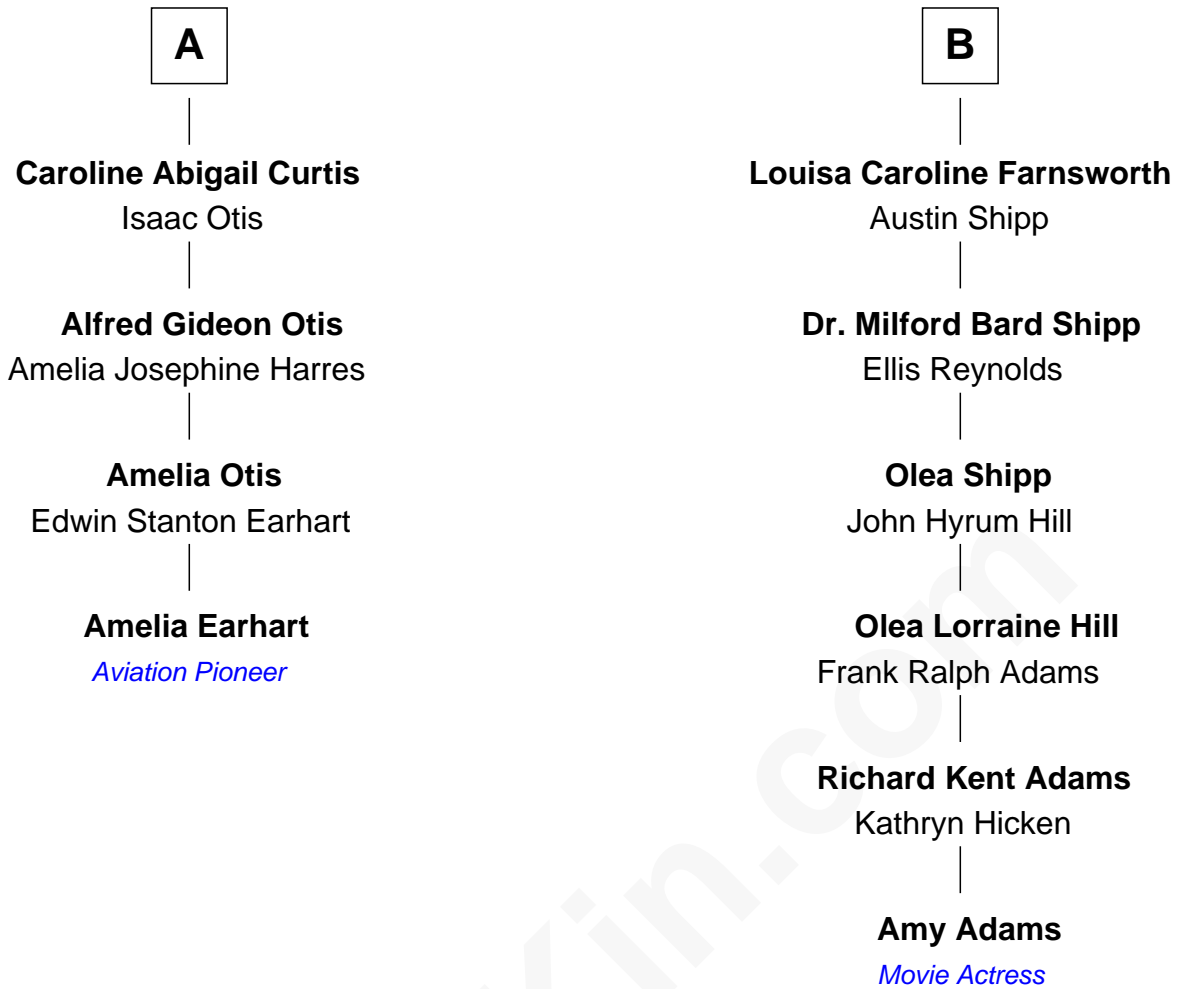 A
Caroline Abigail Curtis
Isaac Otis
Alfred Gideon Otis
Amelia Josephine Harres
Amelia Otis
Edwin Stanton Earhart
Amelia Earhart
Aviation Pioneer
B
Louisa Caroline Farnsworth
Austin Shipp
Dr. Milford Bard Shipp
Ellis Reynolds
Olea Shipp
John Hyrum Hill
Olea Lorraine Hill
Frank Ralph Adams
Richard Kent Adams
Kathryn Hicken
Amy Adams
Movie Actress